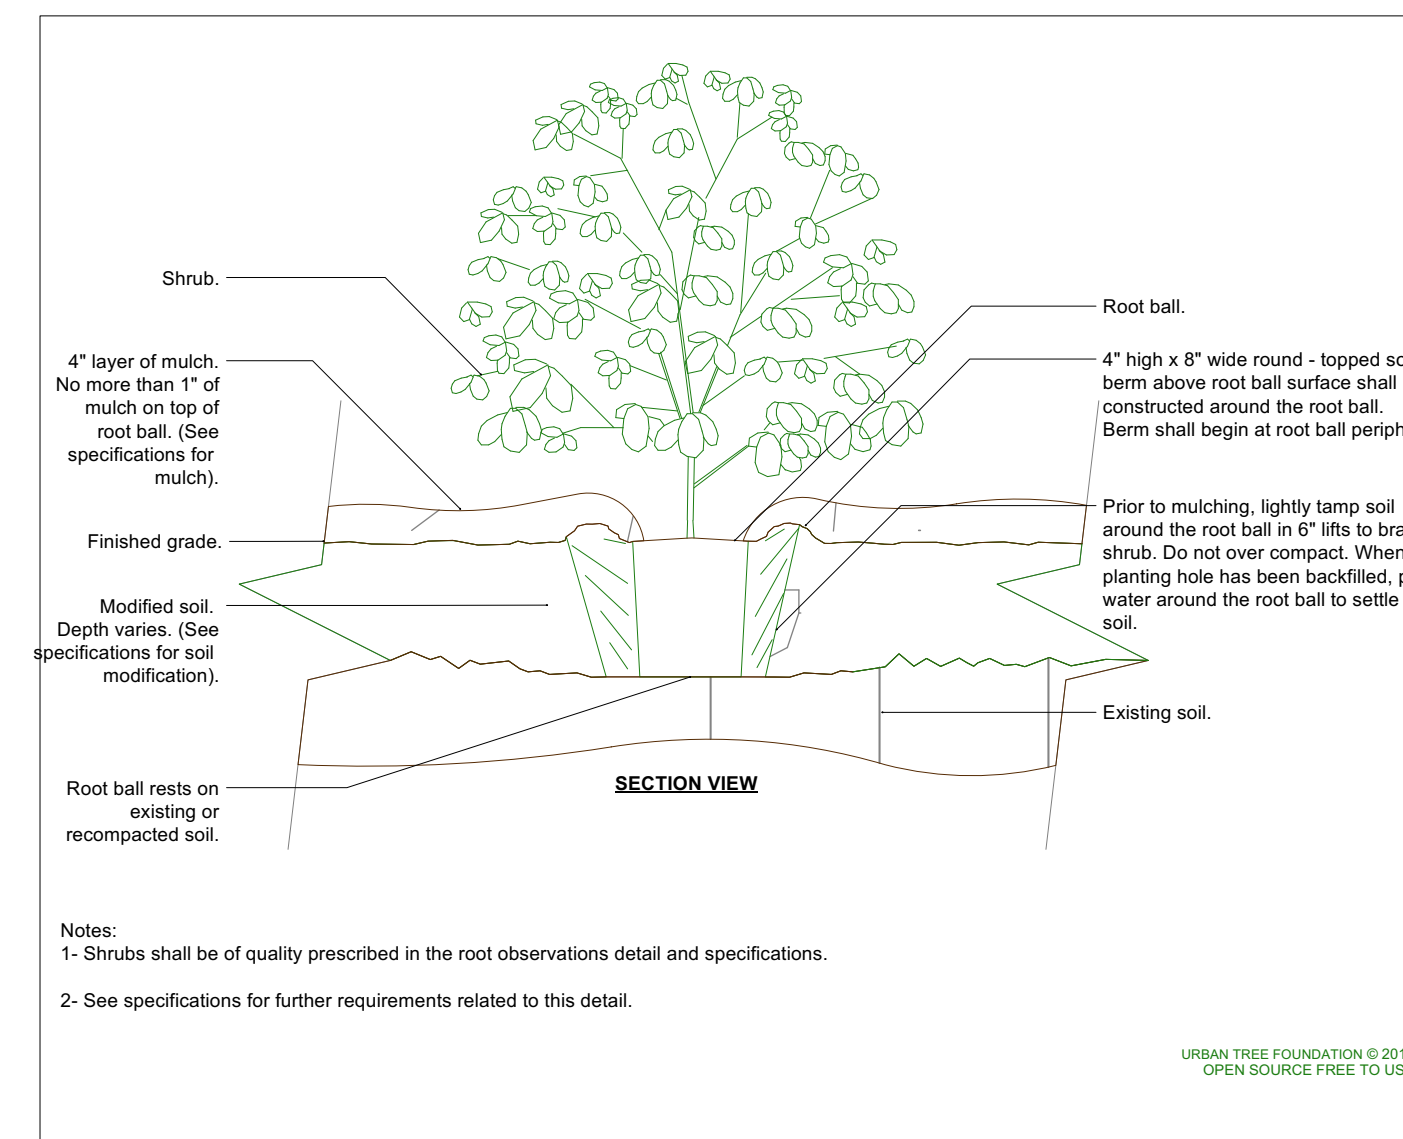 Shrub.
4" layer of mulch.
No more than 1" of
mulch on top of
root ball. (See
specifications for
mulch).
Finished grade.
Modified soil.
Depth varies. (See
specifications for soil
modification).
Root ball rests on
existing or
recompacted soil.
Root ball.
4" high x 8" wide round - topped
berm above root ball surface shall
constructed around the root ball.
Berm shall begin at root ball
Prior to mulching, lightly tamp soil
around the root ball in 6" lifts to
shrub. Do not over compact. When
planting hole has been backfilled,
water around the root ball to settle
soil.
Existing soil.
SECTION VIEW
Notes:
1- Shrubs shall be of quality prescribed in the root observations detail and specifications.
2- See specifications for further requirements related to this detail.
URBAN TREE FOUNDATION ©
OPEN SOURCE FREE TO